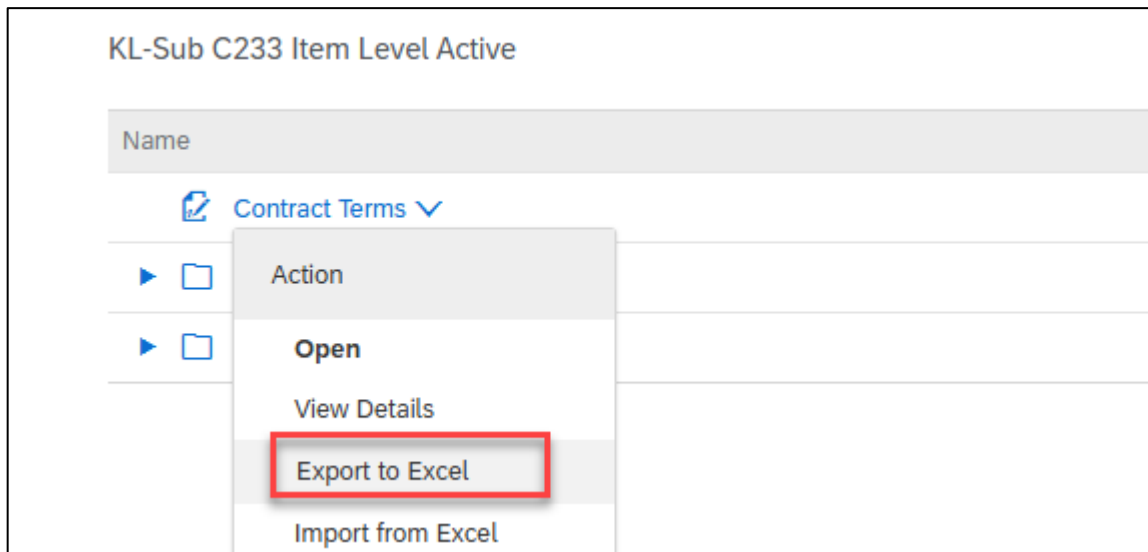 KL-Sub C233 Item Level Active
Name
Contract Terms
Action
Open
View Details
Export to Excel
Import from Excel